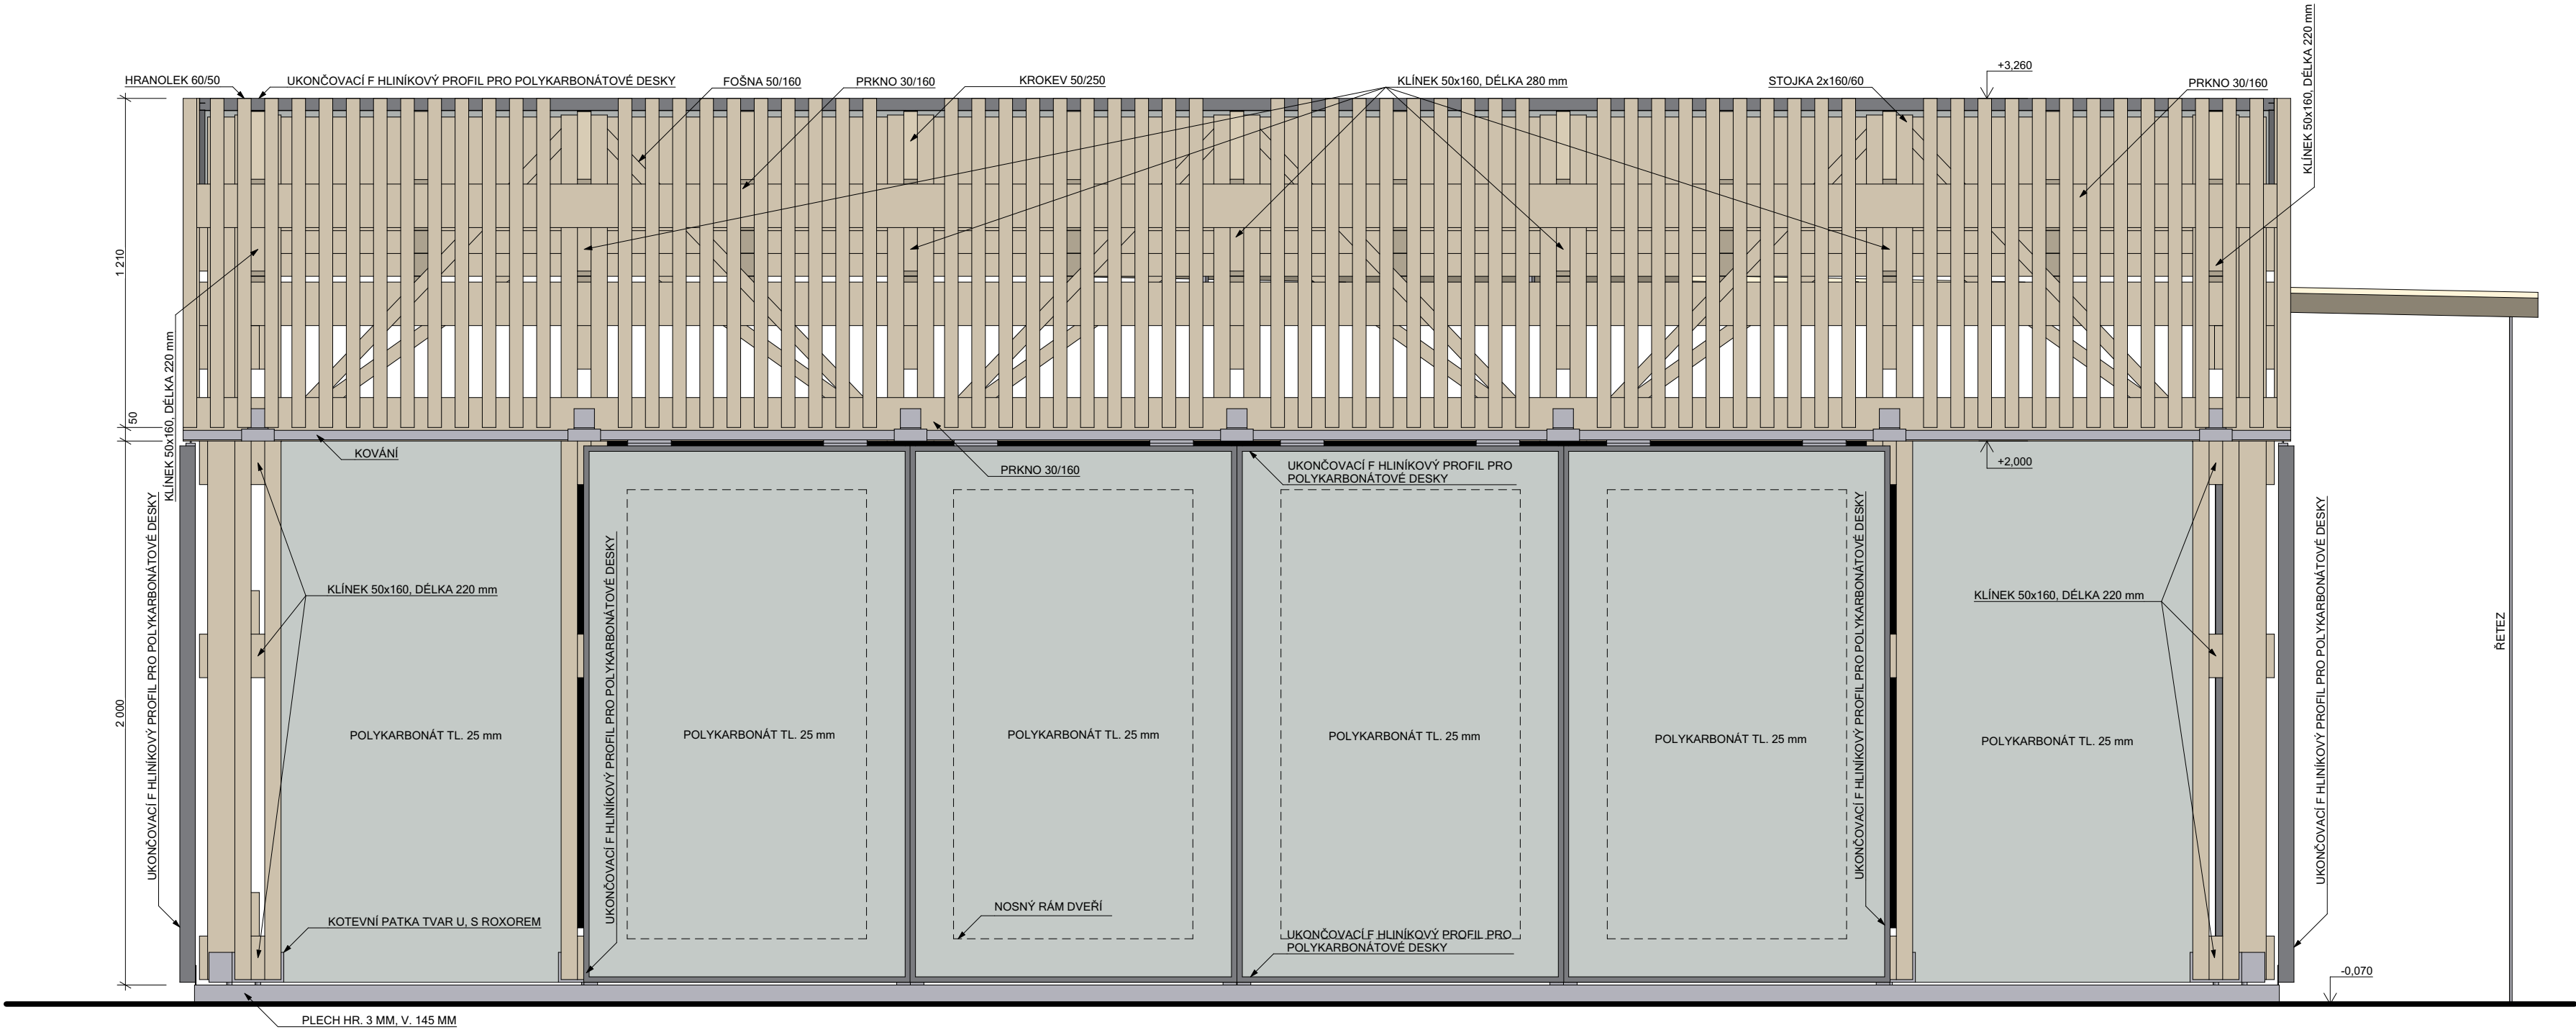 KLÍNEK 50x160, DÉLKA 220 mm
HRANOLEK 60/50
UKONČOVACÍ F HLINÍKOVÝ PROFIL PRO POLYKARBONÁTOVÉ DESKY
FOŠNA 50/160
PRKNO 30/160
KROKEV 50/250
KLÍNEK 50x160, DÉLKA 280 mm
STOJKA 2x160/60
+3,260
PRKNO 30/160
1 210
50
KLÍNEK 50x160, DÉLKA 220 mm
KOVÁNÍ
PRKNO 30/160
UKONČOVACÍ F HLINÍKOVÝ PROFIL PRO
POLYKARBONÁTOVÉ DESKY
+2,000
UKONČOVACÍ F HLINÍKOVÝ PROFIL PRO POLYKARBONÁTOVÉ DESKY
UKONČOVACÍ F HLINÍKOVÝ PROFIL PRO POLYKARBONÁTOVÉ DESKY
UKONČOVACÍ F HLINÍKOVÝ PROFIL PRO POLYKARBONÁTOVÉ DESKY
UKONČOVACÍ F HLINÍKOVÝ PROFIL PRO POLYKARBONÁTOVÉ DESKY
KLÍNEK 50x160, DÉLKA 220 mm
KLÍNEK 50x160, DÉLKA 220 mm
ŘETEZ
2 000
POLYKARBONÁT TL. 25 mm
POLYKARBONÁT TL. 25 mm
POLYKARBONÁT TL. 25 mm
POLYKARBONÁT TL. 25 mm
POLYKARBONÁT TL. 25 mm
POLYKARBONÁT TL. 25 mm
NOSNÝ RÁM DVEŘÍ
KOTEVNÍ PATKA TVAR U, S ROXOREM
UKONČOVACÍ F HLINÍKOVÝ PROFIL PRO
POLYKARBONÁTOVÉ DESKY
-0,070
PLECH HR. 3 MM, V. 145 MM